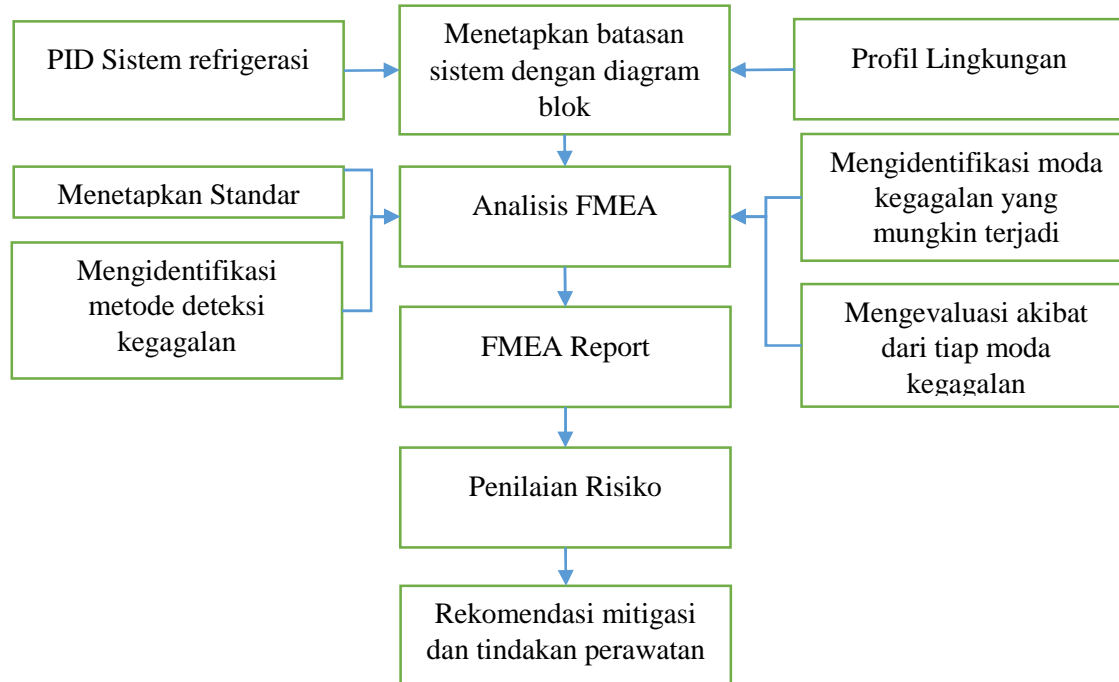 PID Sistem refrigerasi
Menetapkan batasan
sistem dengan diagram
blok
Profil Lingkungan
Menetapkan Standar
Mengidentifikasi
metode deteksi
kegagalan
Analisis FMEA
Mengidentifikasi moda
kegagalan yang
mungkin terjadi
Mengevaluasi akibat
dari tiap moda
kegagalan
FMEA Report
Penilaian Risiko
Rekomendasi mitigasi
dan tindakan perawatan